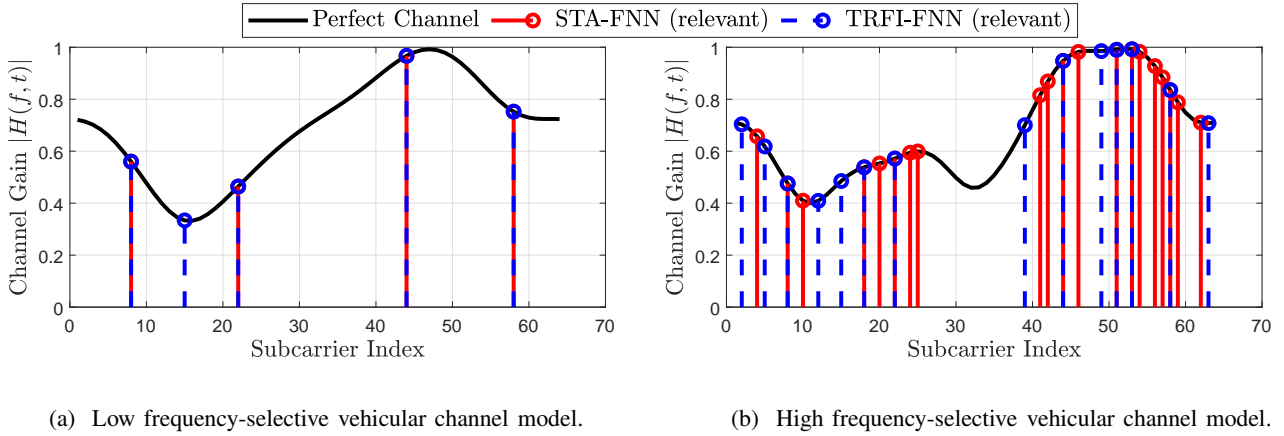 Perfect Channel STA-FNN (relevant) TRFI-FNN (relevant)
Channel Gain |H(f, t)|
1
0.8
0.6
0.4
0.2
0
0 10 20 30 40 50 60 70
Subcarrier Index
(a) Low frequency-selective vehicular channel model.
Channel Gain |H(f, t)|
1
0.8
0.6
0.4
0.2
0
0 10 20 30 40 50 60 70
Subcarrier Index
(b) High frequency-selective vehicular channel model.